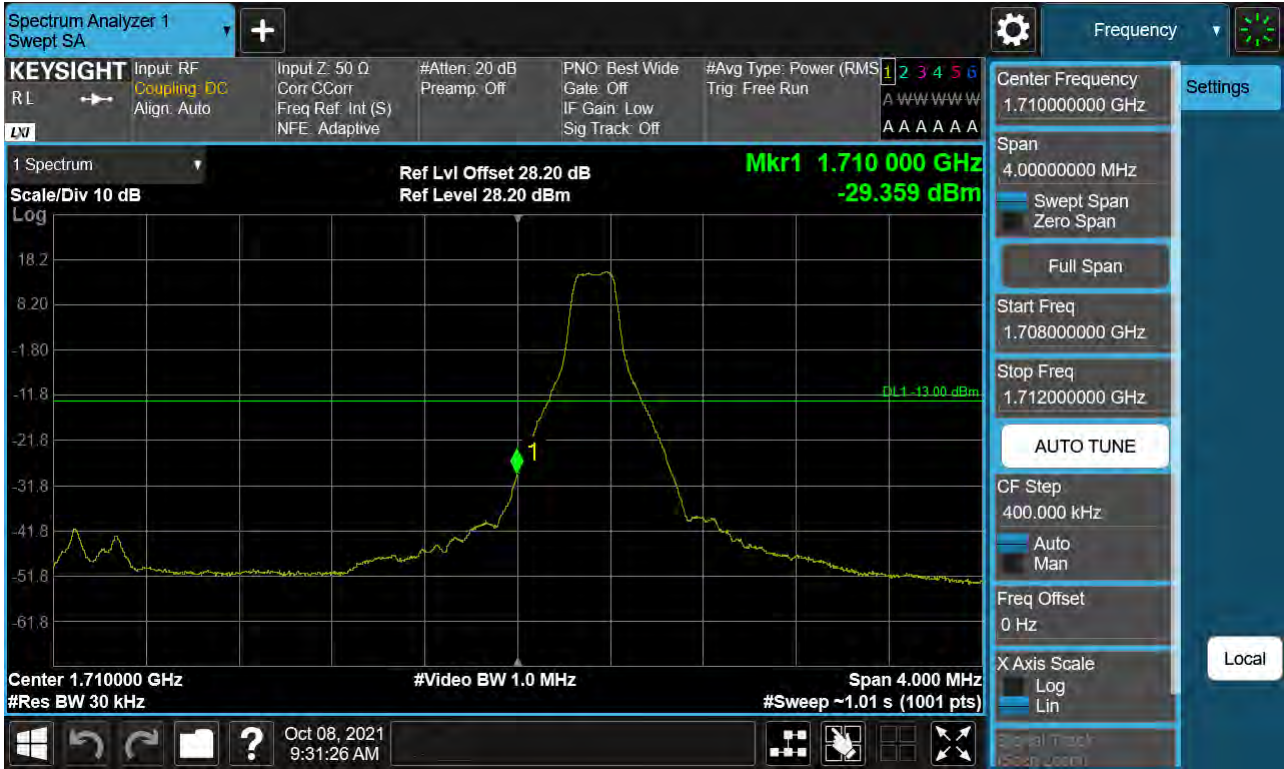 Spectrum Analyzer 1
Swept SA
+
Frequency
KEYSIGHT
R L
LXI
Input: RF
Coupling: DC
Align: Auto
Input Z: 50 Ω
Corr CCorr
Freq Ref: Int (S)
NFE: Adaptive
#Atten: 20 dB
Preamp: Off
PNO: Best Wide
Gate: Off
IF Gain: Low
Sig Track: Off
#Avg Type: Power (RMS
Trig: Free Run
1 2 3 4 5 6
A W W W W W
A A A A A A
1 Spectrum
Scale/Div 10 dB
Log
Ref Lvl Offset 28.20 dB
Ref Level 28.20 dBm
Mkr1 1.710 000 GHz
-29.359 dBm
18.2
8.20
-1.80
-11.8
-21.8
-31.8
-41.8
-51.8
-61.8
DL1 -13.00 dBm
1
Center 1.710000 GHz
#Res BW 30 kHz
#Video BW 1.0 MHz
Span 4.000 MHz
#Sweep ~1.01 s (1001 pts)
Center Frequency
1.710000000 GHz
Settings
Span
4.00000000 MHz
Swept Span
Zero Span
Full Span
Start Freq
1.708000000 GHz
Stop Freq
1.712000000 GHz
AUTO TUNE
CF Step
400.000 kHz
Auto
Man
Freq Offset
0 Hz
X Axis Scale
Log
Lin
Local
?
Oct 08, 2021
9:31:26 AM